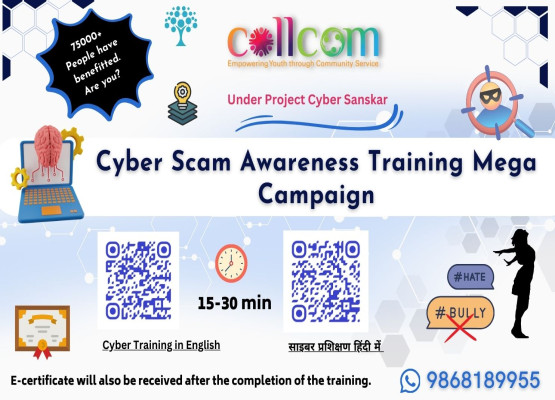 75000+
People have
benefitted.
Are you?
collcom
Empowering Youth through Community Service
Under Project Cyber Sanskar
Cyber Scam Awareness Training Mega
Campaign
15-30 min
#HATE
#BULLY
Cyber Training in English
साइबर प्रशिक्षण हिंदी में
E-certificate will also be received after the completion of the training.
9868189955